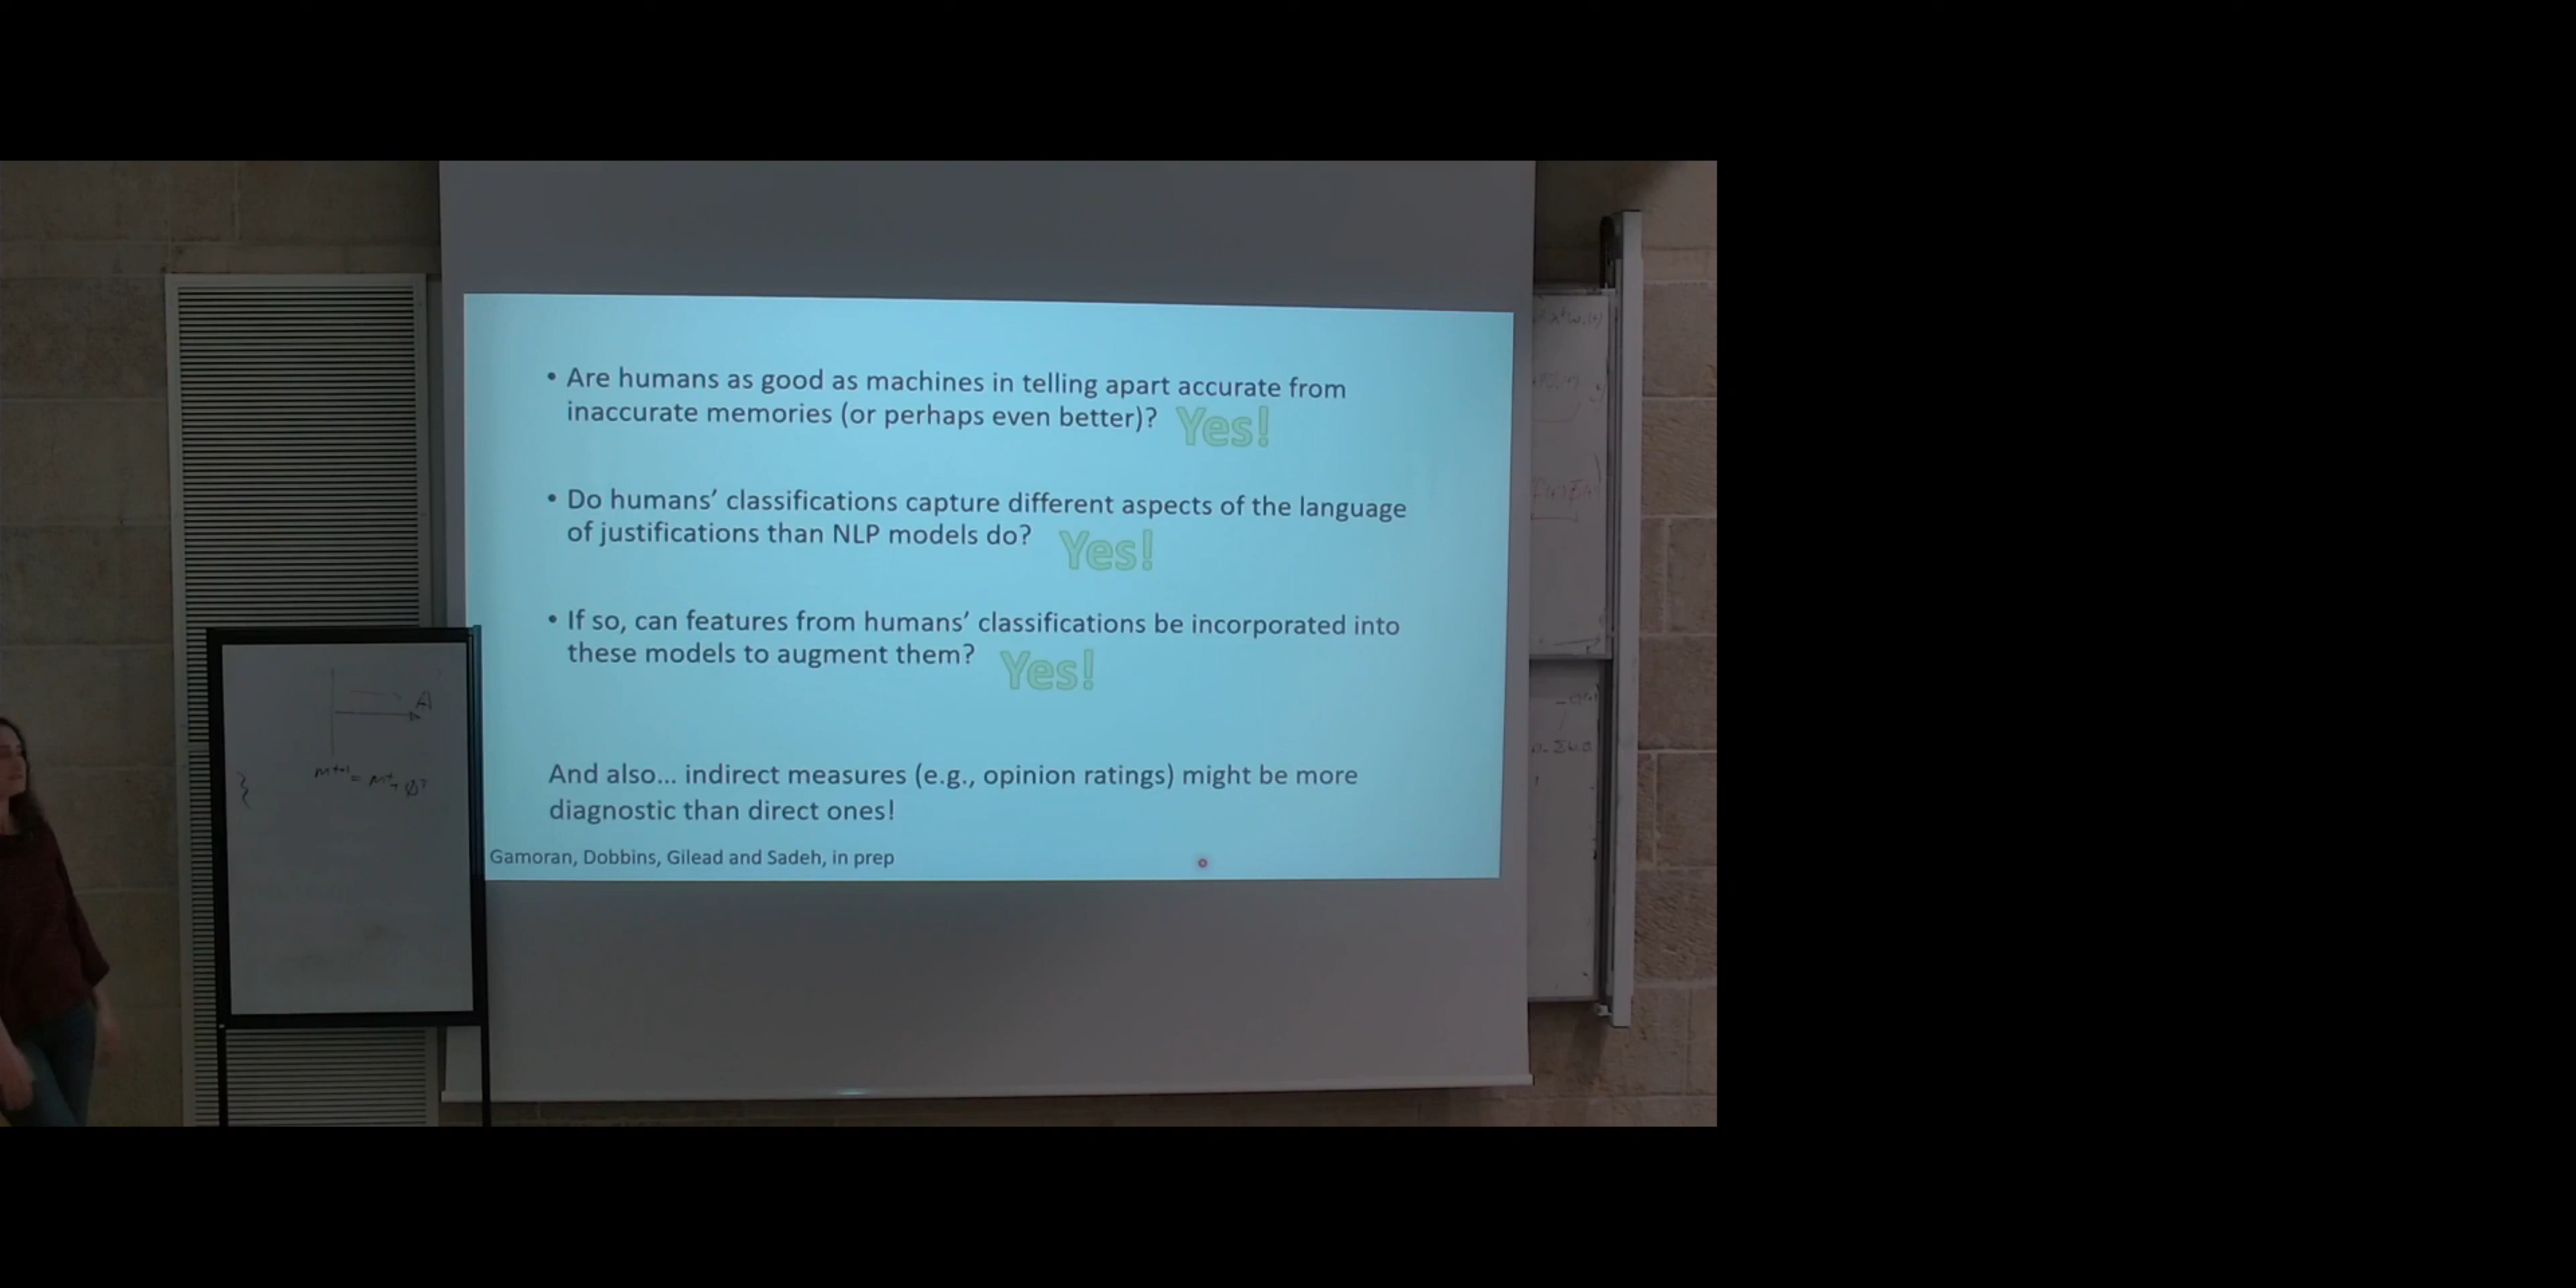 • Are humans as good as machines in telling apart accurate from
inaccurate memories (or perhaps even better)? Yes!
• Do humans’ classifications capture different aspects of the language
of justifications than NLP models do? Yes!
• If so, can features from humans’ classifications be incorporated into
these models to augment them? Yes!
And also... indirect measures (e.g., opinion ratings) might be more
diagnostic than direct ones!
Gamoran, Dobbins, Gilead and Sadeh, in prep
A